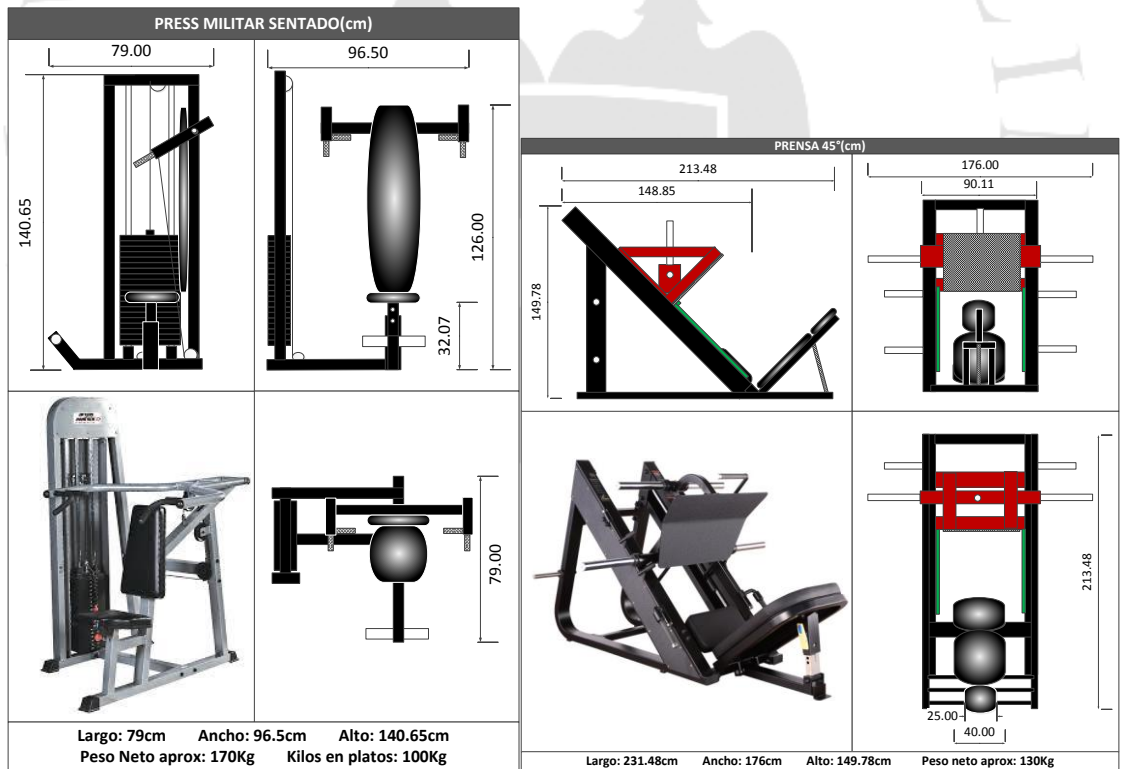 PRESS MILITAR SENTADO(cm)
79.00
96.50
140.65
126.00
32.07
79.00
Largo: 79cm Ancho: 96.5cm Alto: 140.65cm
Peso Neto aprox: 170Kg Kilos en platos: 100Kg
PRENSA 45°(cm)
213.48
148.85
149.78
176.00
90.11
213.48
25.00
40.00
Largo: 231.48cm Ancho: 176cm Alto: 149.78cm Peso neto aprox: 130Kg